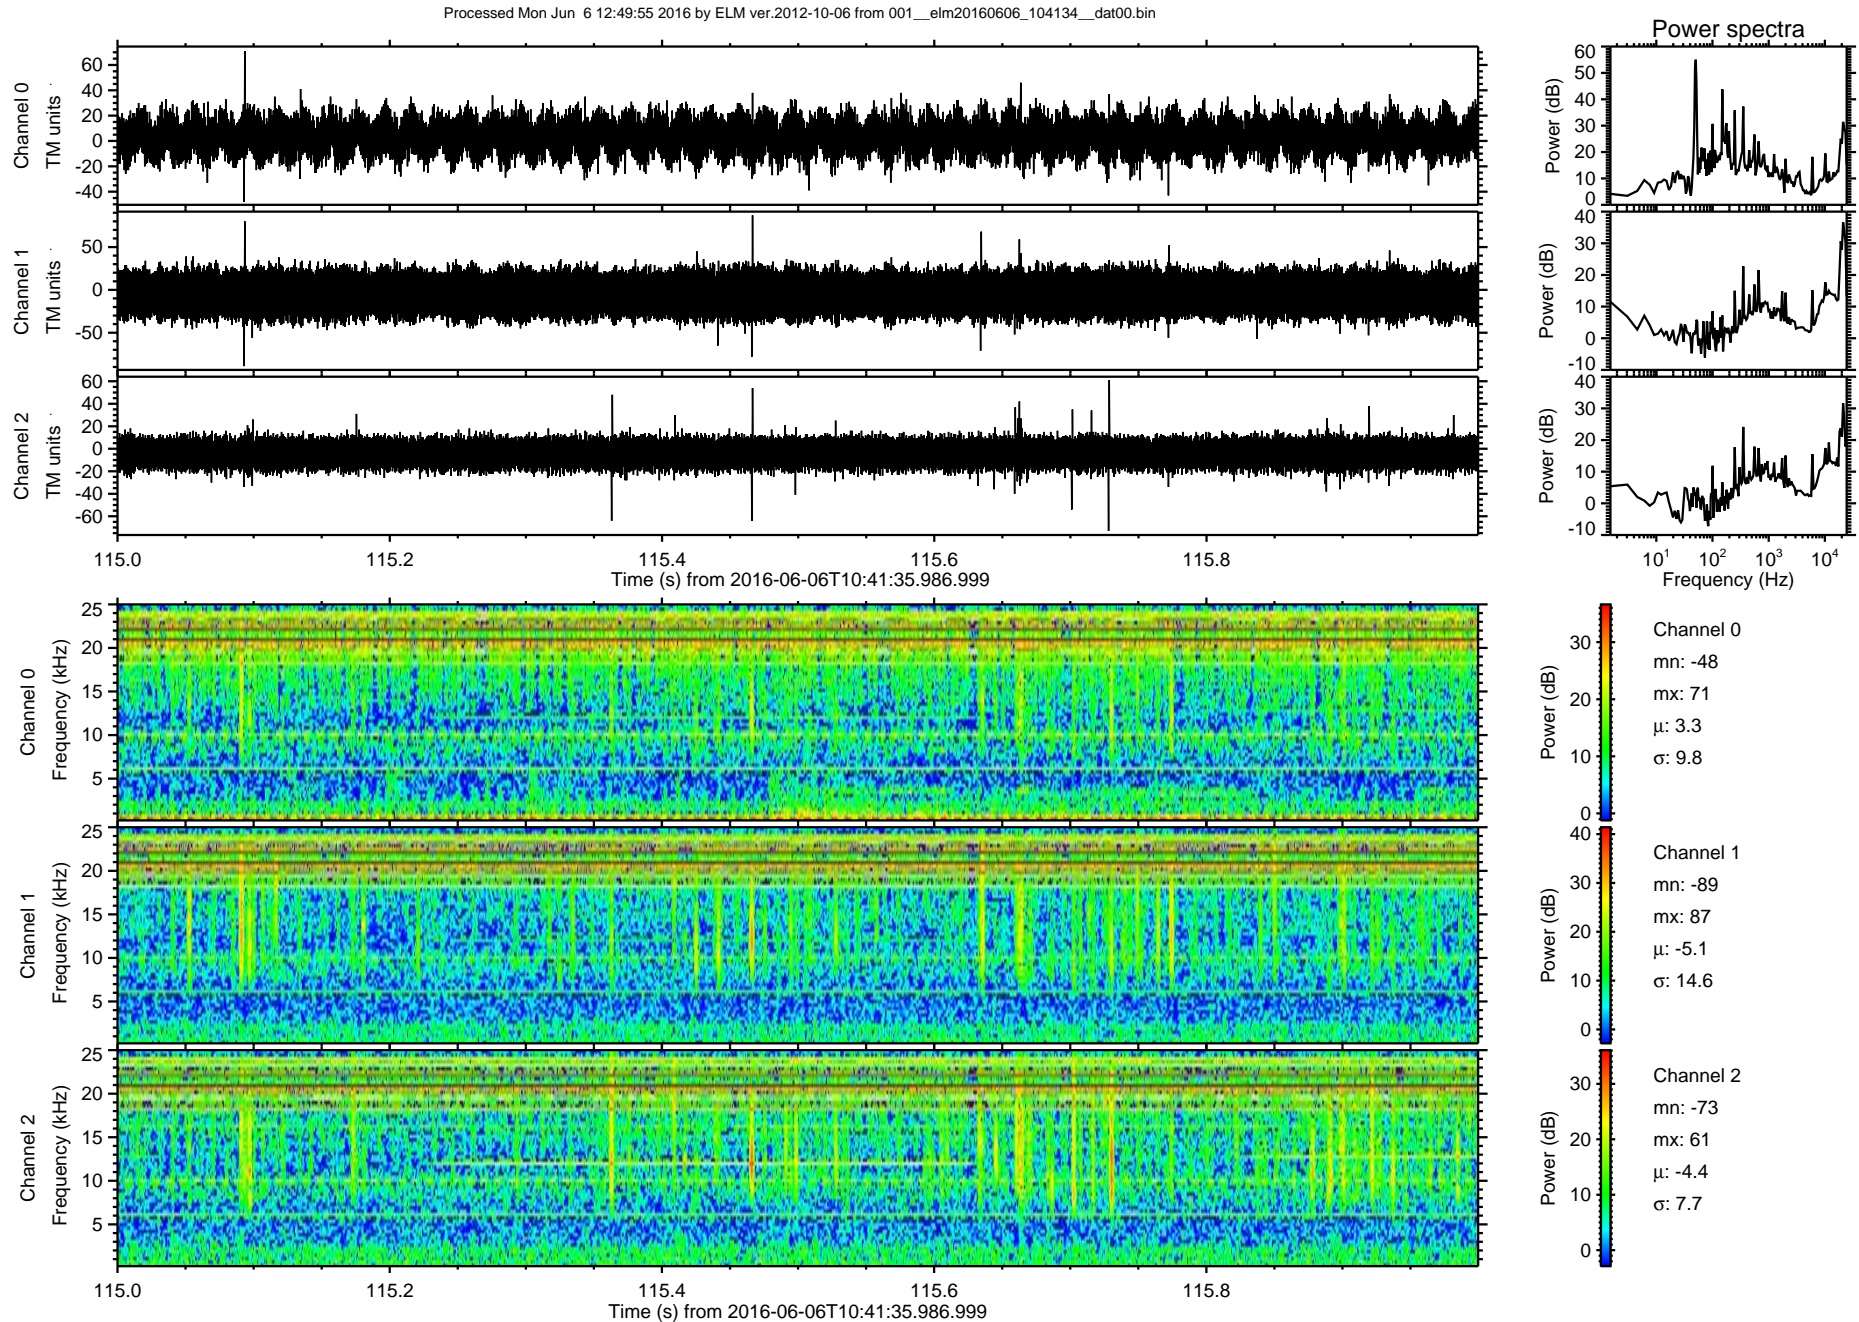 Processed Mon Jun  6 12:49:55 2016 by ELM ver.2012-10-06 from 001__elm20160606_104134__dat00.bin
Power spectra
Channel 0
TM units
60
40
20
0
-20
-40
Power (dB)
60
50
40
30
20
10
0
Channel 1
TM units
50
0
-50
Power (dB)
40
30
20
10
0
-10
Channel 2
TM units
60
40
20
0
-20
-40
-60
Power (dB)
40
30
20
10
0
-10
115.0 115.2 115.4 115.6 115.8
Time (s) from 2016-06-06T10:41:35.986.999
10^1 10^2 10^3 10^4
Frequency (Hz)
Channel 0
Frequency (kHz)
25
20
15
10
5
Power (dB)
30
20
10
0
Channel 0
mn: -48
mx: 71
μ: 3.3
σ: 9.8
Channel 1
Frequency (kHz)
25
20
15
10
5
Power (dB)
40
30
20
10
0
Channel 1
mn: -89
mx: 87
μ: -5.1
σ: 14.6
Channel 2
Frequency (kHz)
25
20
15
10
5
Power (dB)
30
20
10
0
Channel 2
mn: -73
mx: 61
μ: -4.4
σ: 7.7
115.0 115.2 115.4 115.6 115.8
Time (s) from 2016-06-06T10:41:35.986.999